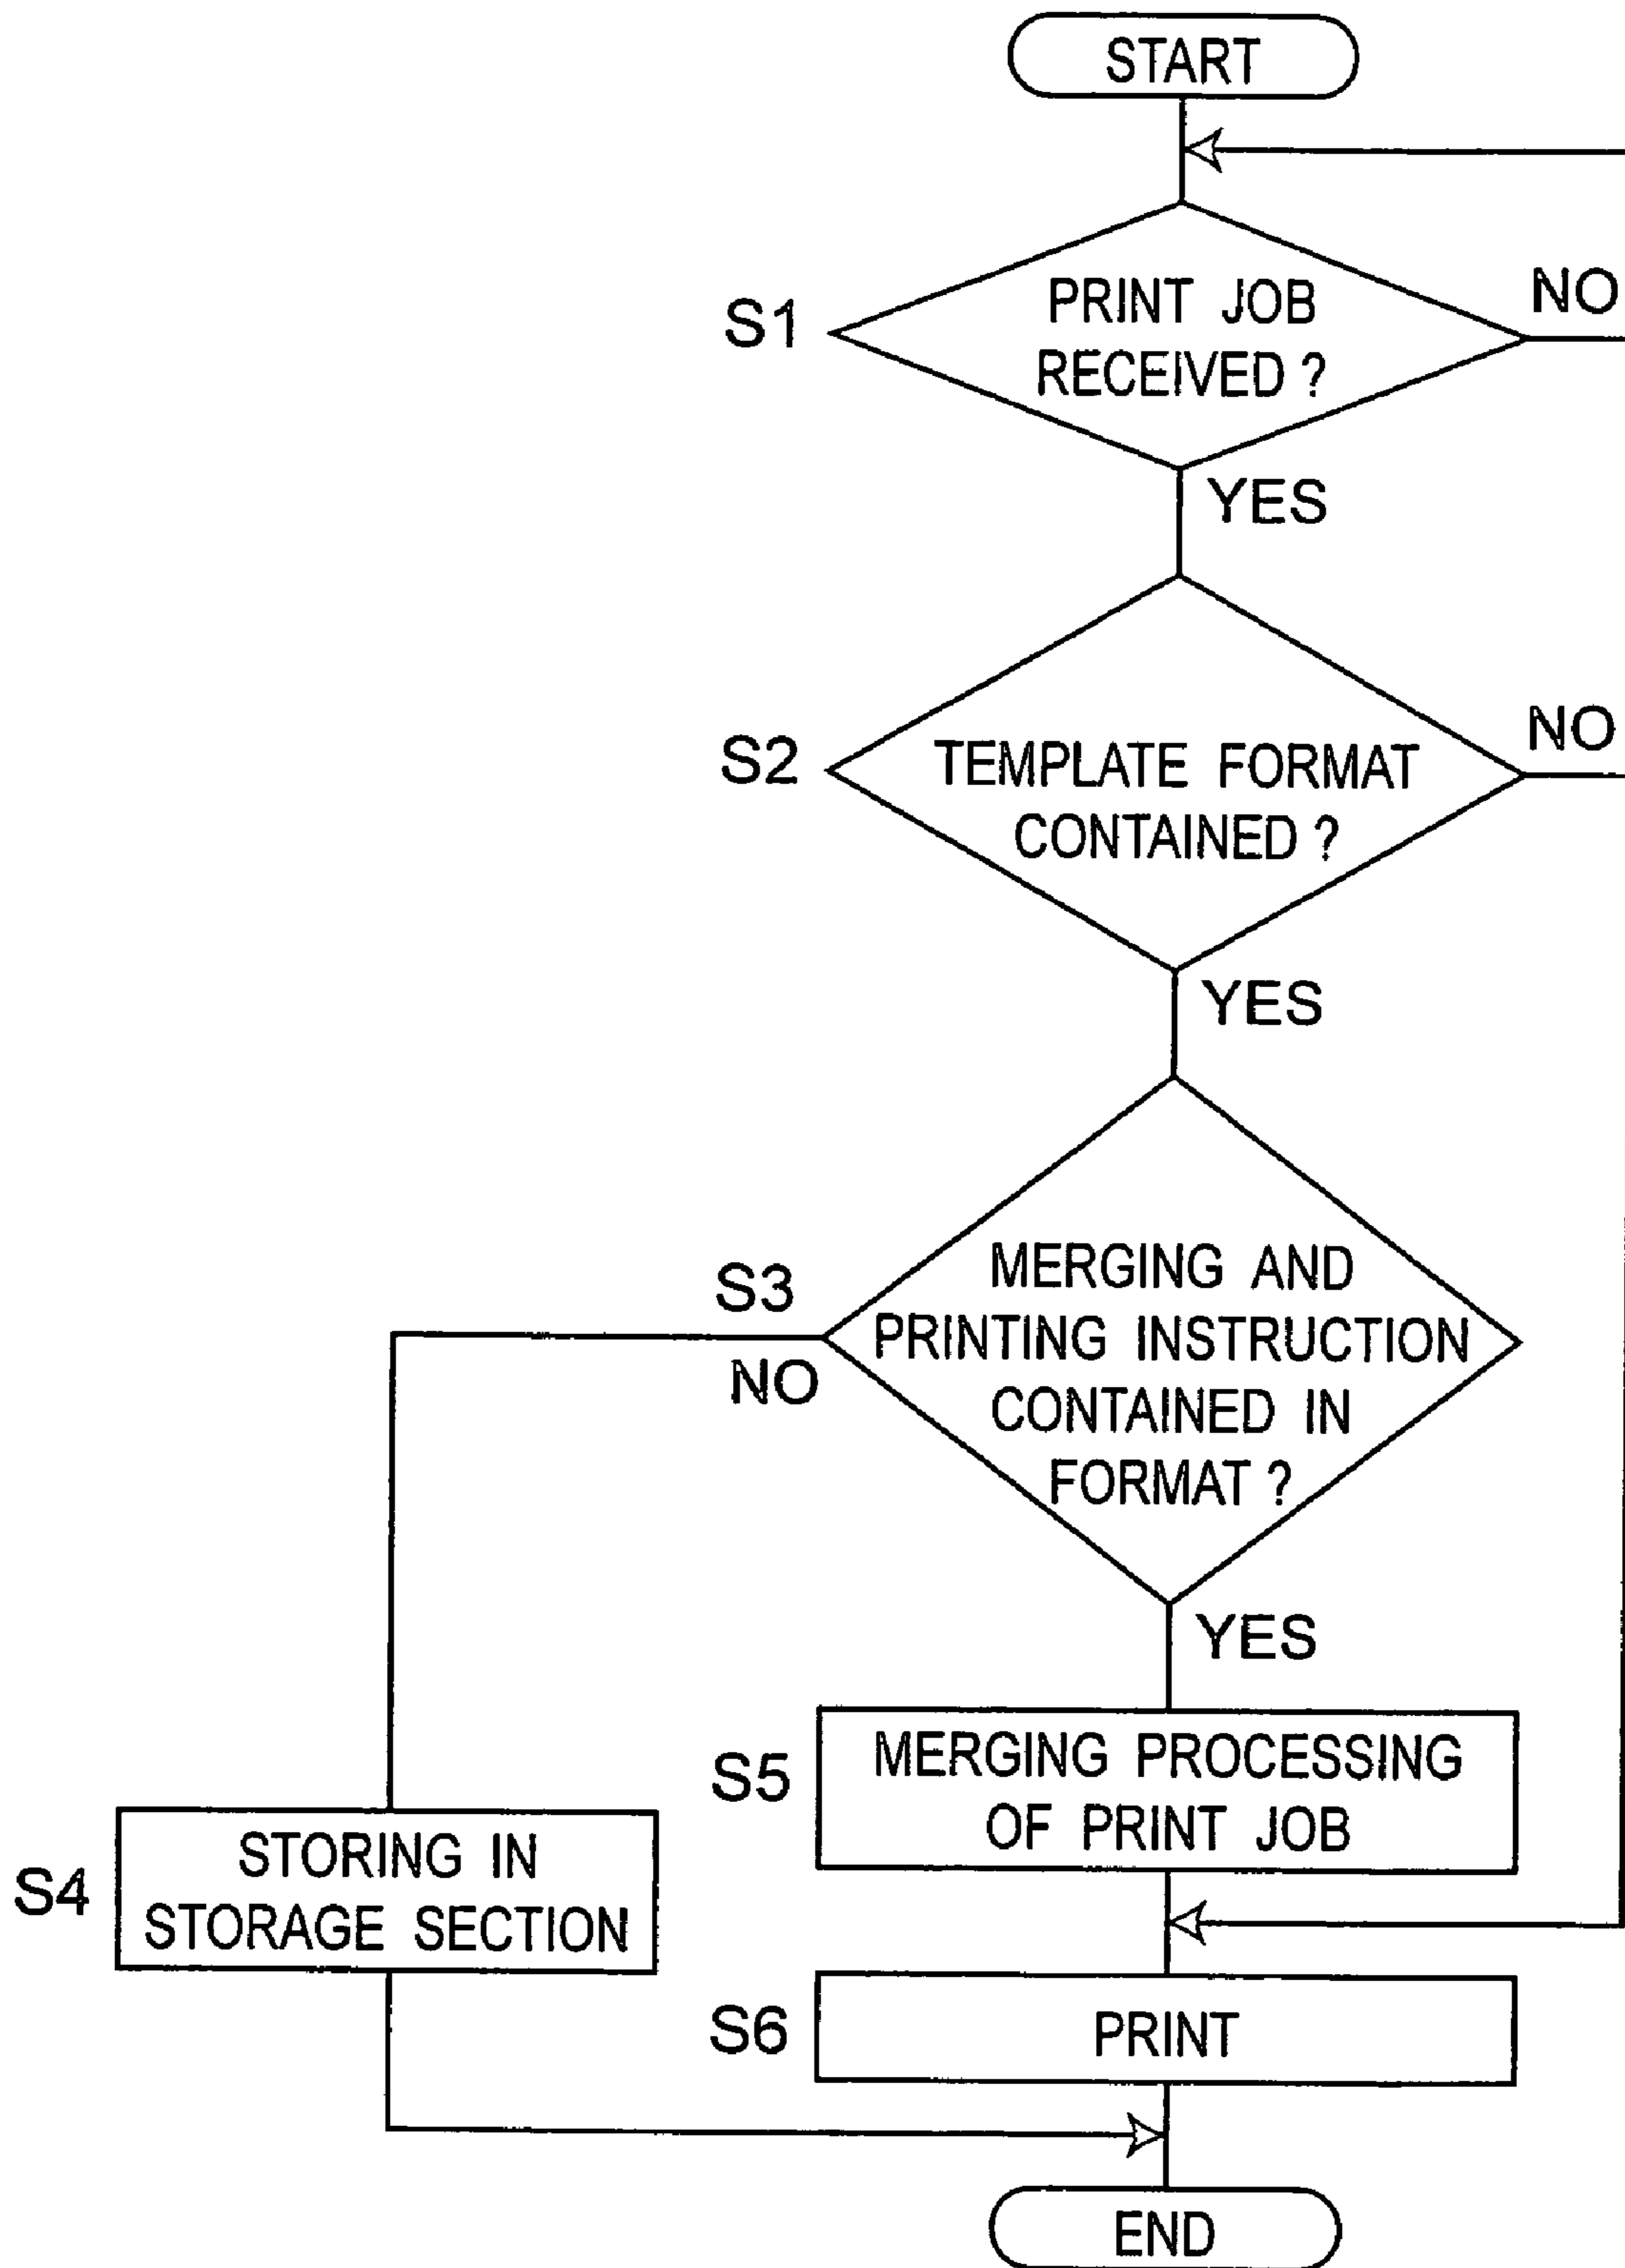 START
S1
PRINT JOB
RECEIVED ?
NO
YES
S2
TEMPLATE FORMAT
CONTAINED ?
NO
YES
S3
MERGING AND
PRINTING INSTRUCTION
CONTAINED IN
FORMAT ?
NO
YES
S5
MERGING PROCESSING
OF PRINT JOB
S4
STORING IN
STORAGE SECTION
S6
PRINT
END